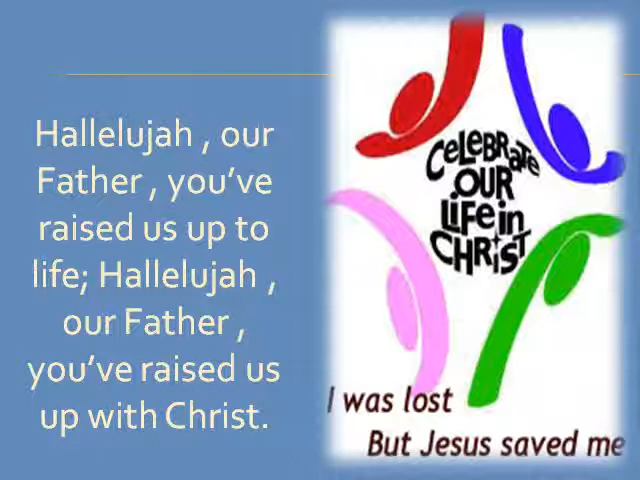 Hallelujah , our
Father , you've
raised us up to
life; Hallelujah ,
our Father ,
you've raised us
up with Christ.
CELEBRATE
OUR
LIFE in
CHRIST
I was lost
But Jesus saved me